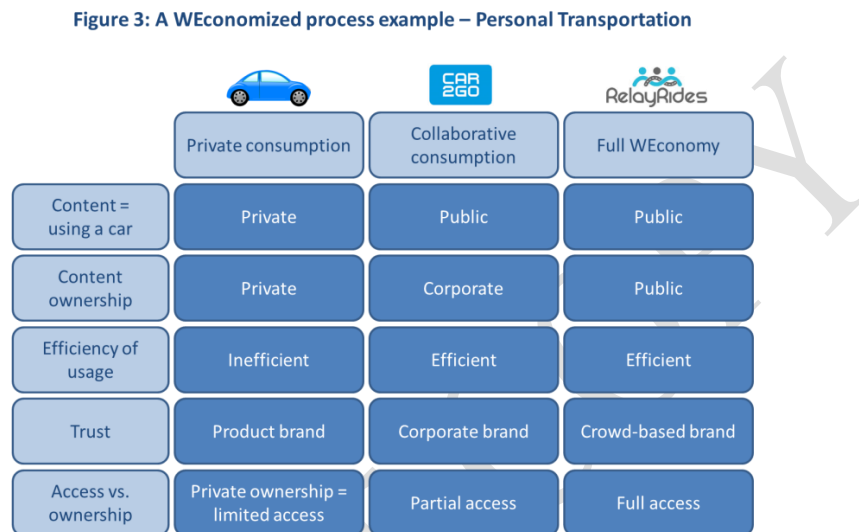 Figure 3: A WEconomized process example – Personal Transportation
CAR
2GO
RelayRides
Private consumption
Collaborative
consumption
Full WEconomy
Content =
using a car
Private
Public
Public
Content
ownership
Private
Corporate
Public
Efficiency of
usage
Inefficient
Efficient
Efficient
Trust
Product brand
Corporate brand
Crowd-based brand
Access vs.
ownership
Private ownership =
limited access
Partial access
Full access